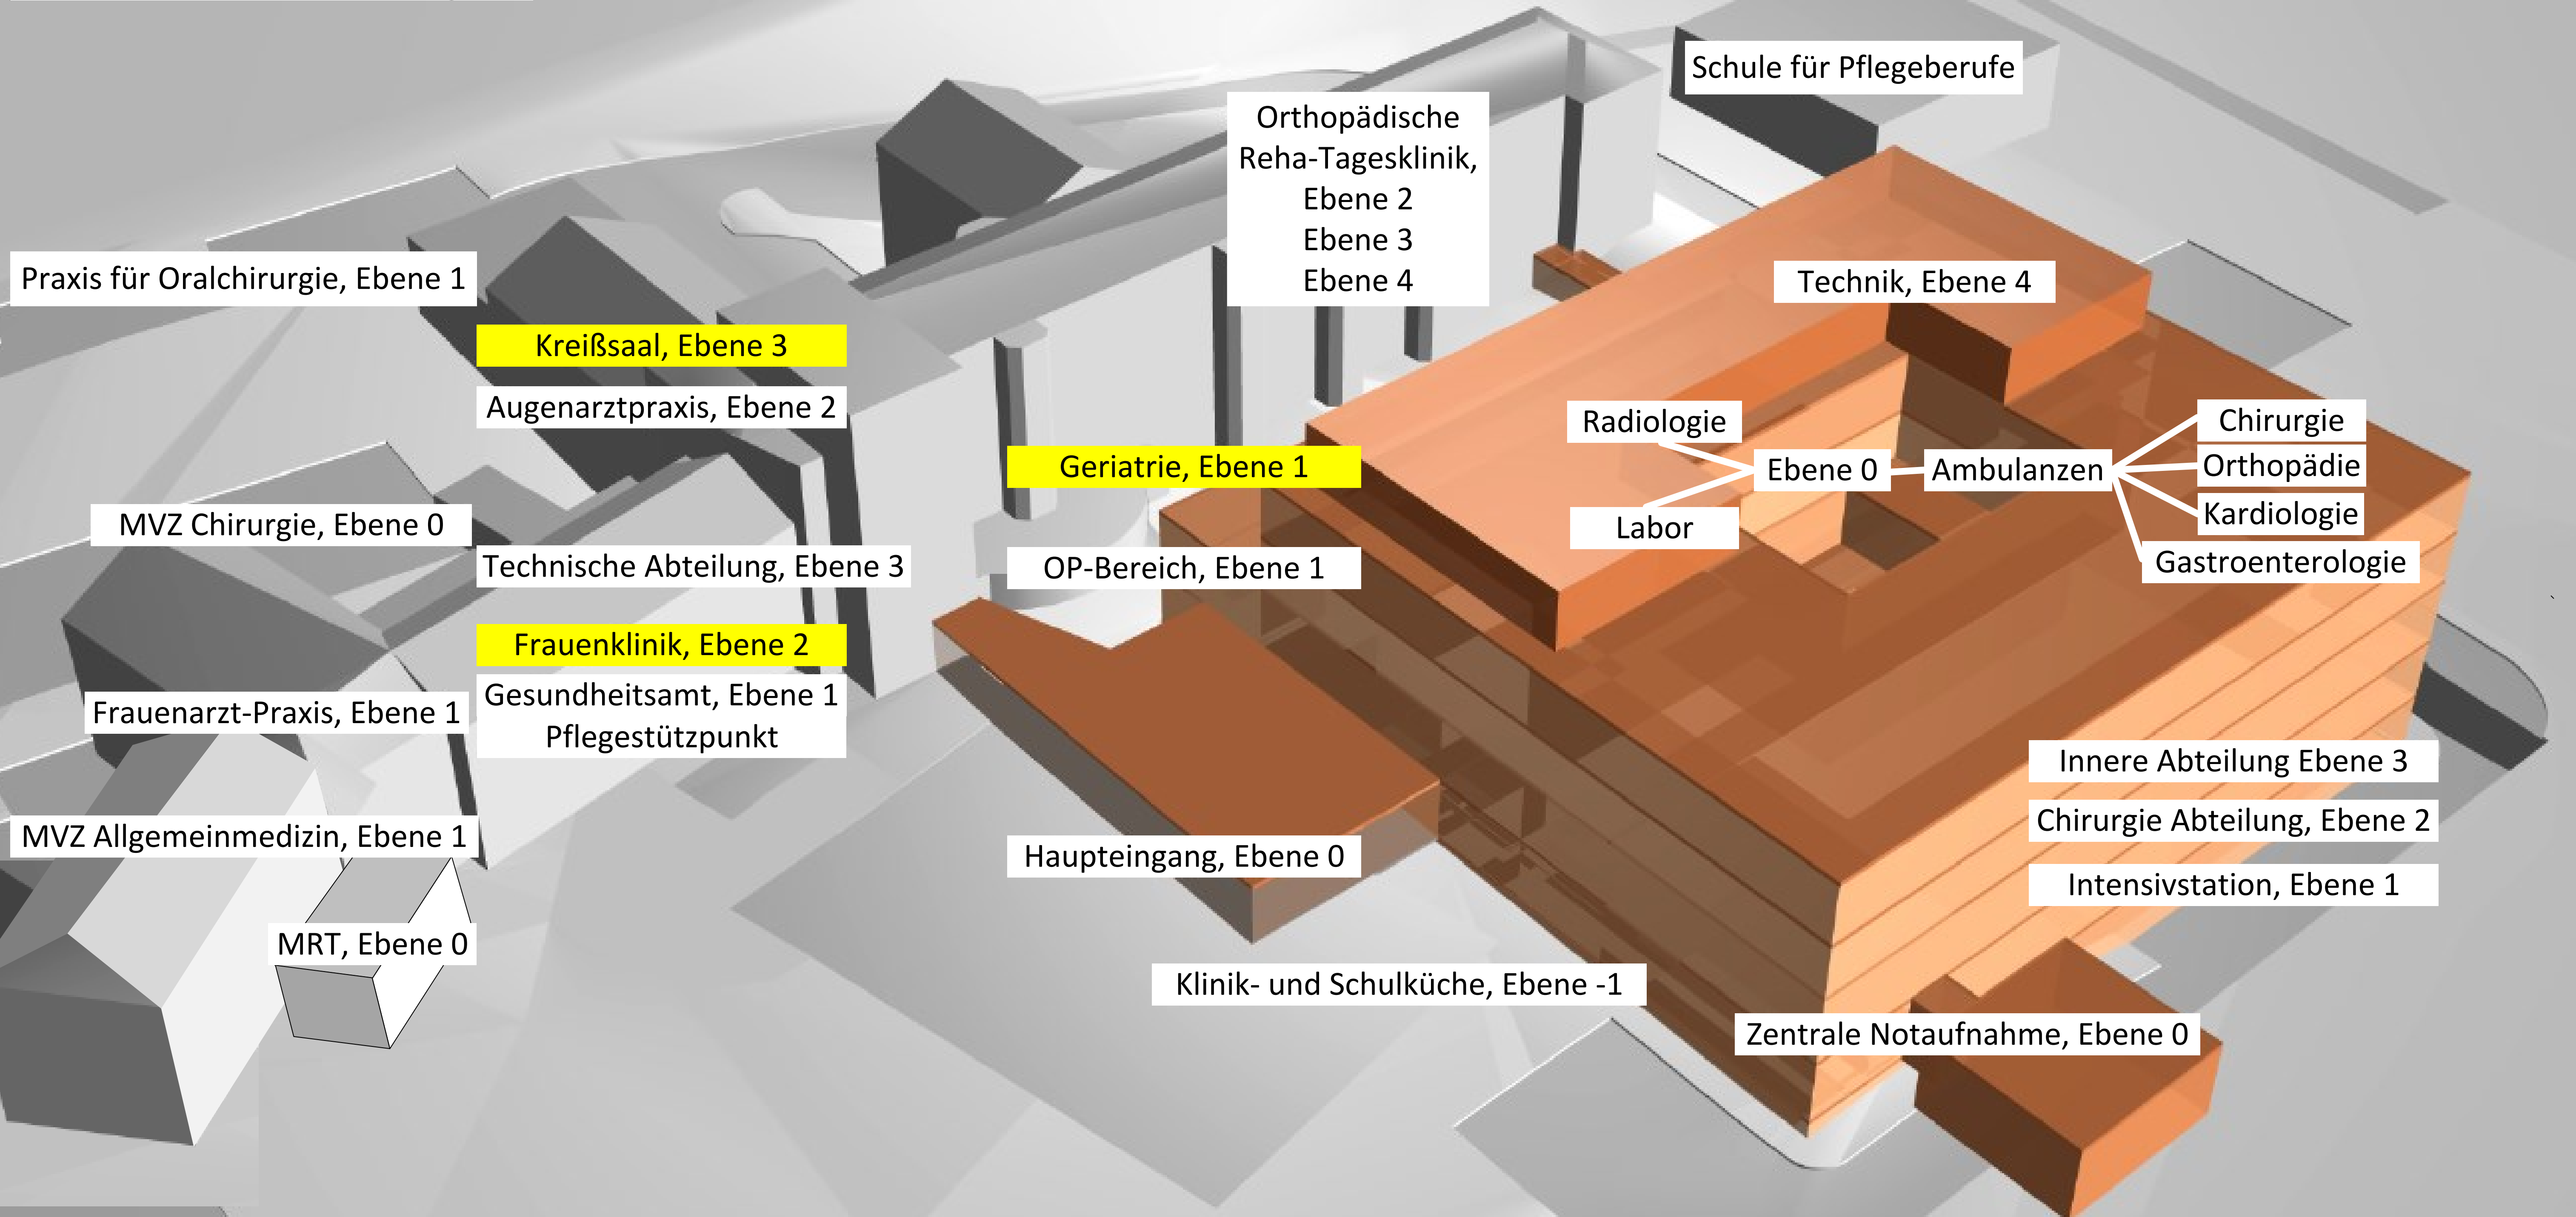 Schule für Pflegeberufe
Orthopädische
Reha-Tagesklinik,
Ebene 2
Ebene 3
Ebene 4
Praxis für Oralchirurgie, Ebene 1
Technik, Ebene 4
Kreißsaal, Ebene 3
Augenarztpraxis, Ebene 2
Geriatrie, Ebene 1
Radiologie
Ebene 0
Ambulanzen
Labor
Chirurgie
Orthopädie
Kardiologie
Gastroenterologie
MVZ Chirurgie, Ebene 0
Technische Abteilung, Ebene 3
OP-Bereich, Ebene 1
Frauenklinik, Ebene 2
Gesundheitsamt, Ebene 1
Pflegestützpunkt
Frauenarzt-Praxis, Ebene 1
Innere Abteilung Ebene 3
Chirurgie Abteilung, Ebene 2
Intensivstation, Ebene 1
MVZ Allgemeinmedizin, Ebene 1
Haupteingang, Ebene 0
MRT, Ebene 0
Klinik- und Schulküche, Ebene -1
Zentrale Notaufnahme, Ebene 0